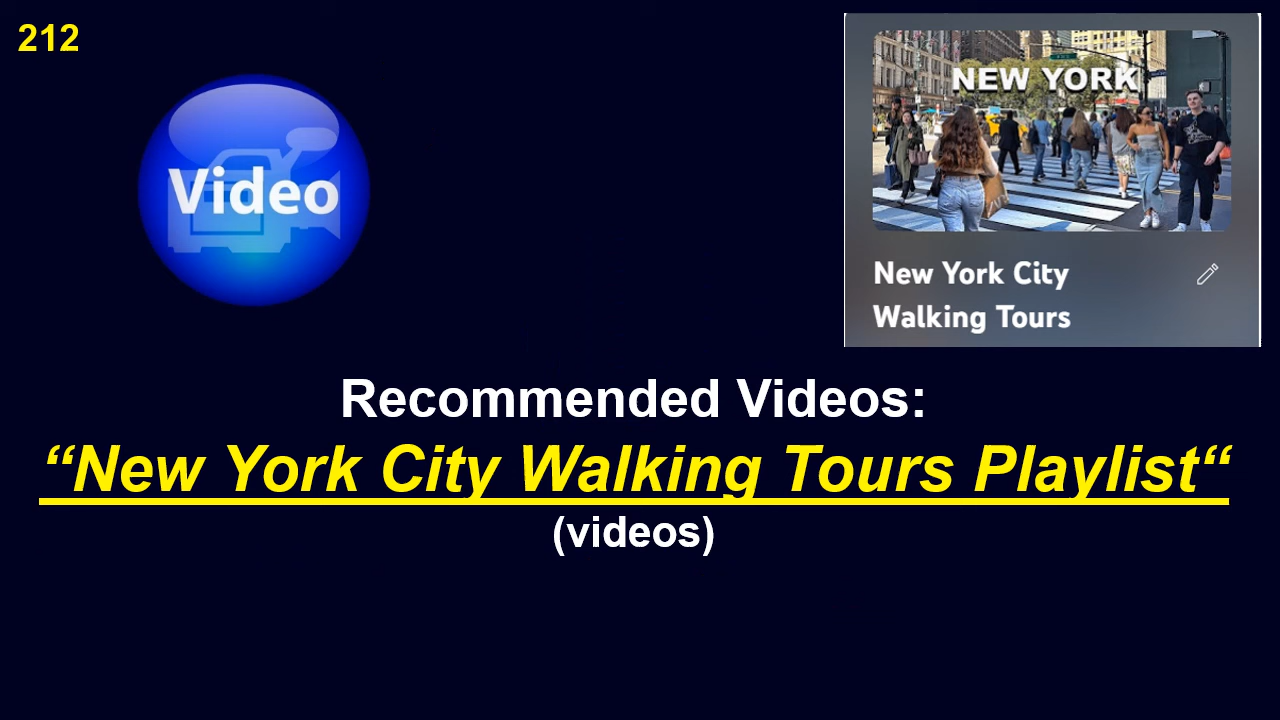 212
Video
NEW YORK
New York City
Walking Tours
Recommended Videos:
“New York City Walking Tours Playlist“
(videos)